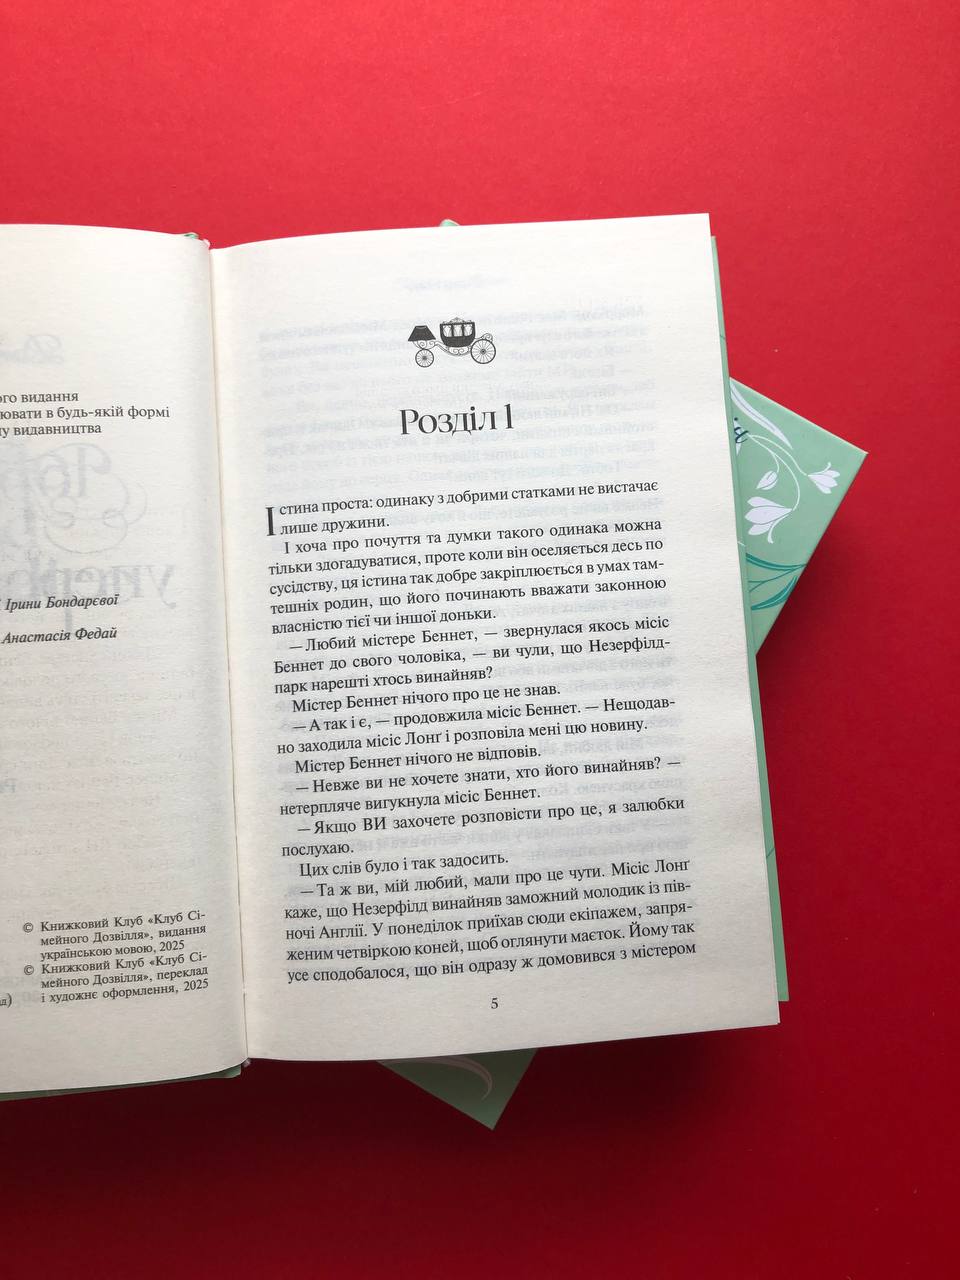 ого видання
ювати в будь-якій формі
у видавництва
Ірини Бондарєвої
Анастасія Федай
© Книжковий Клуб «Клуб Сі-
мейного Дозвілля», видання
українською мовою, 2025
© Книжковий Клуб «Клуб Сі-
мейного Дозвілля», переклад
і художнє оформлення, 2025
Розділ 1
Істина проста: одинаку з добрими статками не вистачає
лише дружини.
І хоча про почуття та думки такого одинака можна
тільки здогадуватися, проте коли він оселяється десь по
сусідству, ця істина так добре закріплюється в умах там-
тешніх родин, що його починають вважати законною
власністю тієї чи іншої доньки.
— Любий містере Беннет, — звернулася якось місіс
Беннет до свого чоловіка, — ви чули, що Незерфілд-
парк нарешті хтось винайняв?
Містер Беннет нічого про це не знав.
— А так і є, — продовжила місіс Беннет. — Нещодав-
но заходила місіс Лонґ і розповіла мені цю новину.
Містер Беннет нічого не відповів.
— Невже ви не хочете знати, хто його винайняв? —
нетерпляче вигукнула місіс Беннет.
— Якщо ВИ захочете розповісти про це, я залюбки
послухаю.
Цих слів було і так задосить.
— Та ж ви, мій любий, мали про це чути. Місіс Лонґ
каже, що Незерфілд винайняв заможний молодик із пів-
ночі Англії. У понеділок приїхав сюди екіпажем, запря-
женим четвіркою коней, щоб оглянути маєток. Йому так
усе сподобалося, що він одразу ж домовився з містером
5